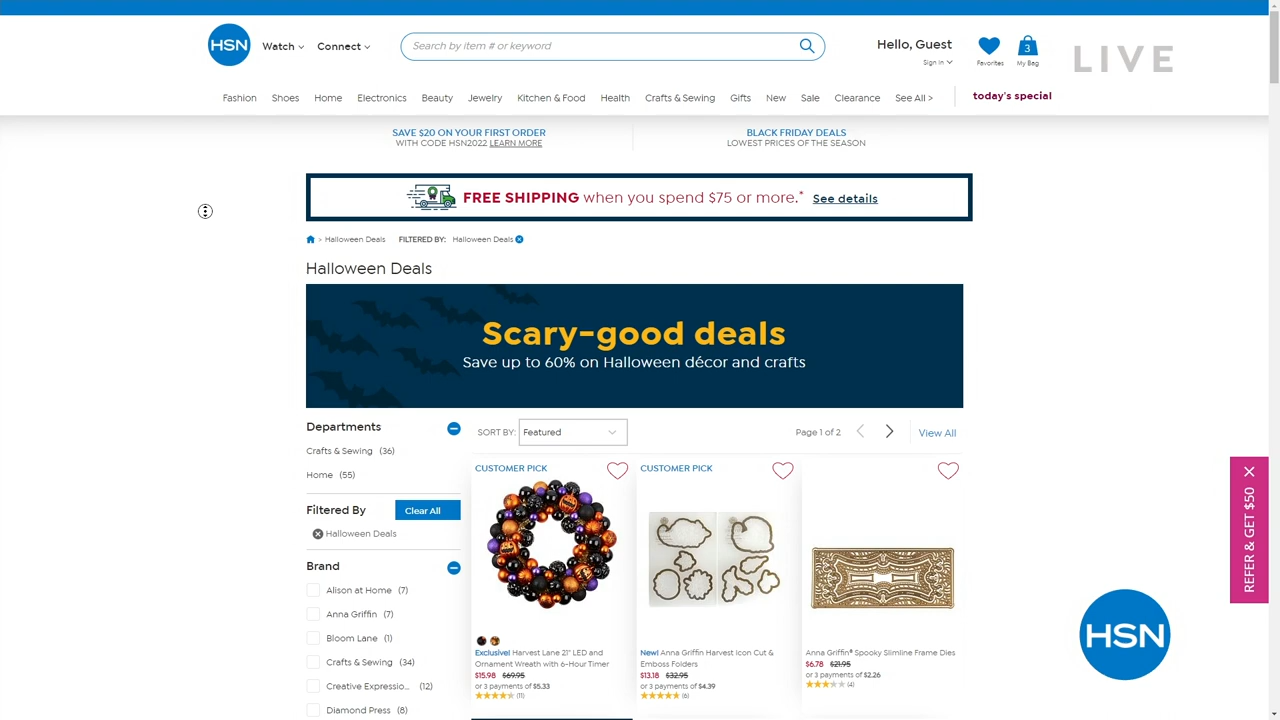 HSN
Watch
Connect
Search by item # or keyword
Hello, Guest
Sign In
Favorites
3
My Bag
LIVE
Fashion
Shoes
Home
Electronics
Beauty
Jewelry
Kitchen & Food
Health
Crafts & Sewing
Gifts
New
Sale
Clearance
See All >
today's special
SAVE $20 ON YOUR FIRST ORDER
WITH CODE HSN2022 LEARN MORE
BLACK FRIDAY DEALS
LOWEST PRICES OF THE SEASON
FREE SHIPPING when you spend $75 or more.* See details
> Halloween Deals FILTERED BY: Halloween Deals
Halloween Deals
Scary-good deals
Save up to 60% on Halloween décor and crafts
Departments
Crafts & Sewing (36)
Home (55)
Filtered By
Clear All
Halloween Deals
Brand
Alison at Home (7)
Anna Griffin (7)
Bloom Lane (1)
Crafts & Sewing (34)
Creative Expressio... (12)
Diamond Press (8)
SORT BY: Featured
Page 1 of 2
View All
CUSTOMER PICK
Exclusive! Harvest Lane 21" LED and
Ornament Wreath with 6-Hour Timer
$15.98 $69.95
or 3 payments of $5.33
(11)
CUSTOMER PICK
New! Anna Griffin Harvest Icon Cut &
Emboss Folders
$13.18 $32.95
or 3 payments of $4.39
(6)
Anna Griffin® Spooky Slimline Frame Dies
$6.78 $21.95
or 3 payments of $2.26
(4)
REFER & GET $50
HSN